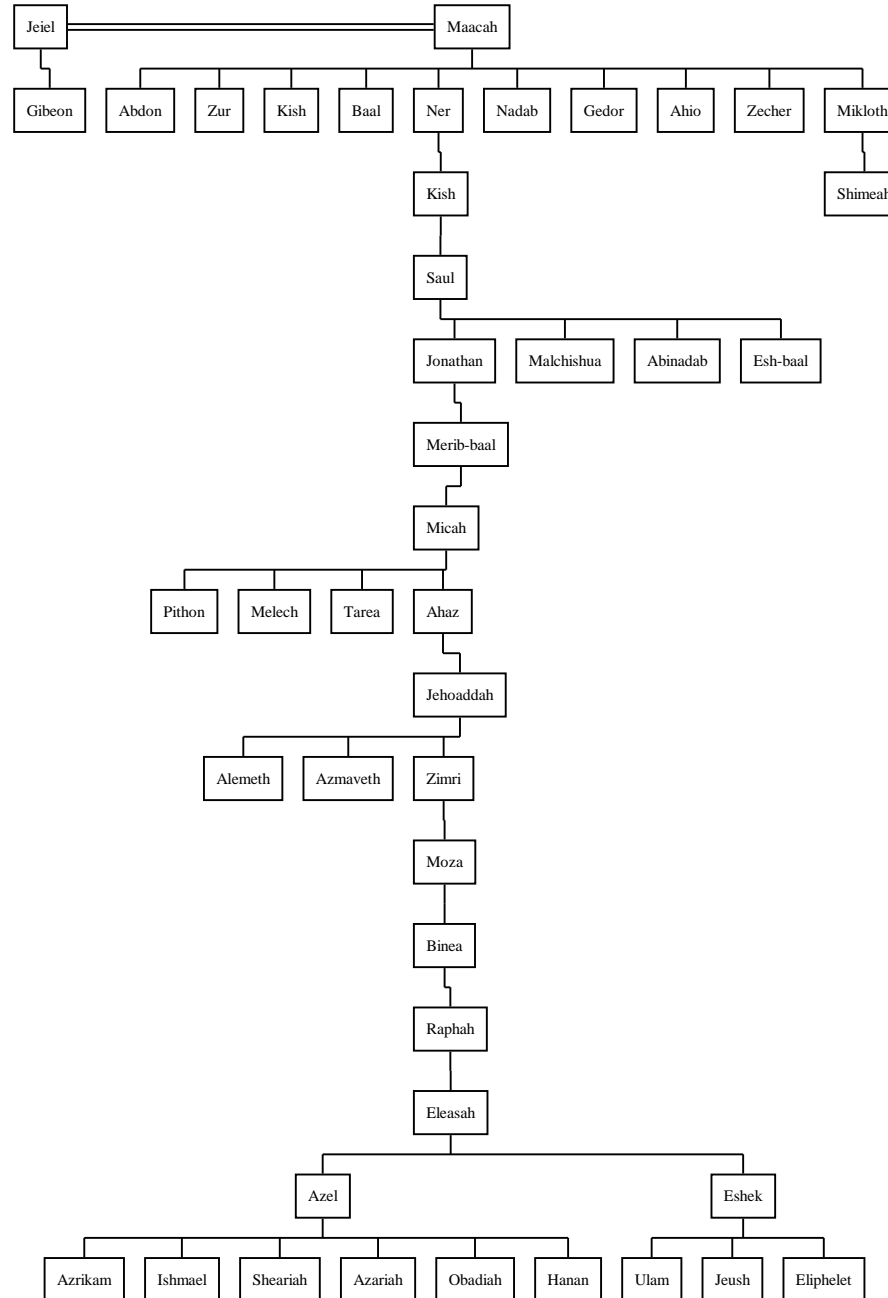 Jeiel Maacah
Gibeon Abdon Zur Kish Baal Ner Nadab Gedor Ahio Zecher Mikloth
Kish Shimeah
Saul
Jonathan Malchishua Abinadab Esh-baal
Merib-baal
Micah
Pithon Melech Tarea Ahaz
Jehoaddah
Alemeth Azmaveth Zimri
Moza
Binea
Raphah
Eleasah
Azel Eshek
Azrikam Ishmael Sheariah Azariah Obadiah Hanan Ulam Jeush Eliphelet